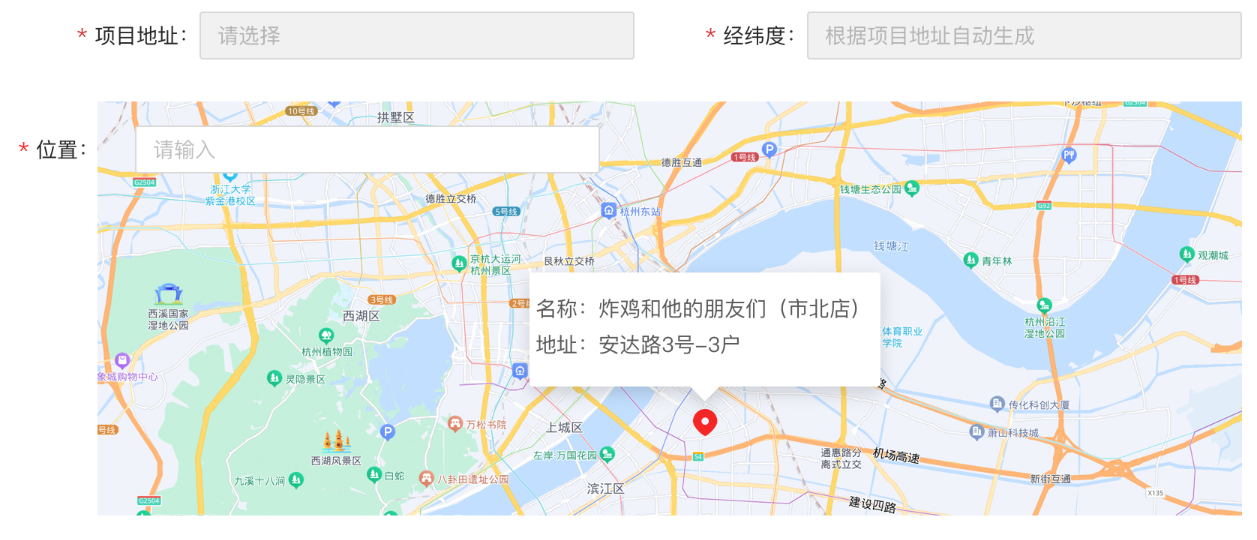 * 项目地址： 请选择
* 经纬度： 根据项目地址自动生成
10号线
拱墅区
* 位置： 请输入
德胜互通
1号线
G2504
浙江大学
紫金港校区
德胜立交桥
5号线
杭州东站
钱塘生态公园
G92
京杭大运河
杭州景区
艮秋立交桥
钱塘江
青年林
观潮城
1号线
西溪国家
湿地公园
3号线
西湖区
杭州植物园
名称：炸鸡和他的朋友们（市北店）
地址：安达路3号-3户
体育职业
学院
杭州沿江
湿地公园
象城购物中心
灵隐景区
传化科创大厦
号线
万松书院
上城区
萧山科技城
西湖风景区
左岸·万国花园
S4
通惠路分
离式立交
机场高速
九溪十八涧
白蛇
八卦田遗址公园
滨江区
新街互通
X135
G2504
建设四路